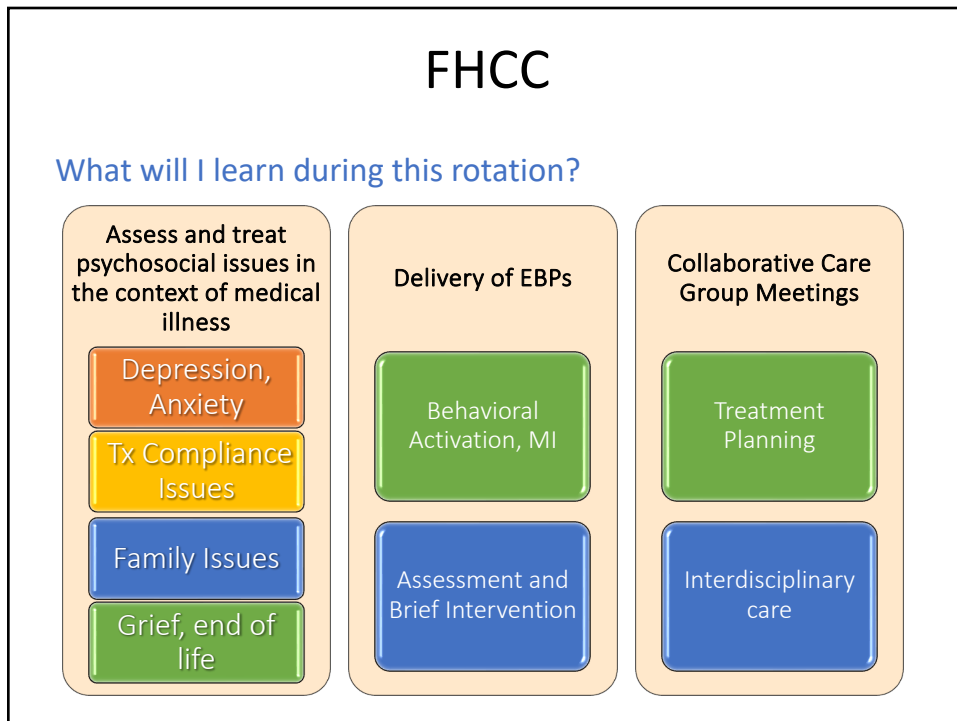 FHCC
What will I learn during this rotation?
Assess and treat
psychosocial issues in
the context of medical
illness
Depression,
Anxiety
Tx Compliance
Issues
Family Issues
Grief, end of
life
Delivery of EBPs
Behavioral
Activation, MI
Assessment and
Brief Intervention
Collaborative Care
Group Meetings
Treatment
Planning
Interdisciplinary
care